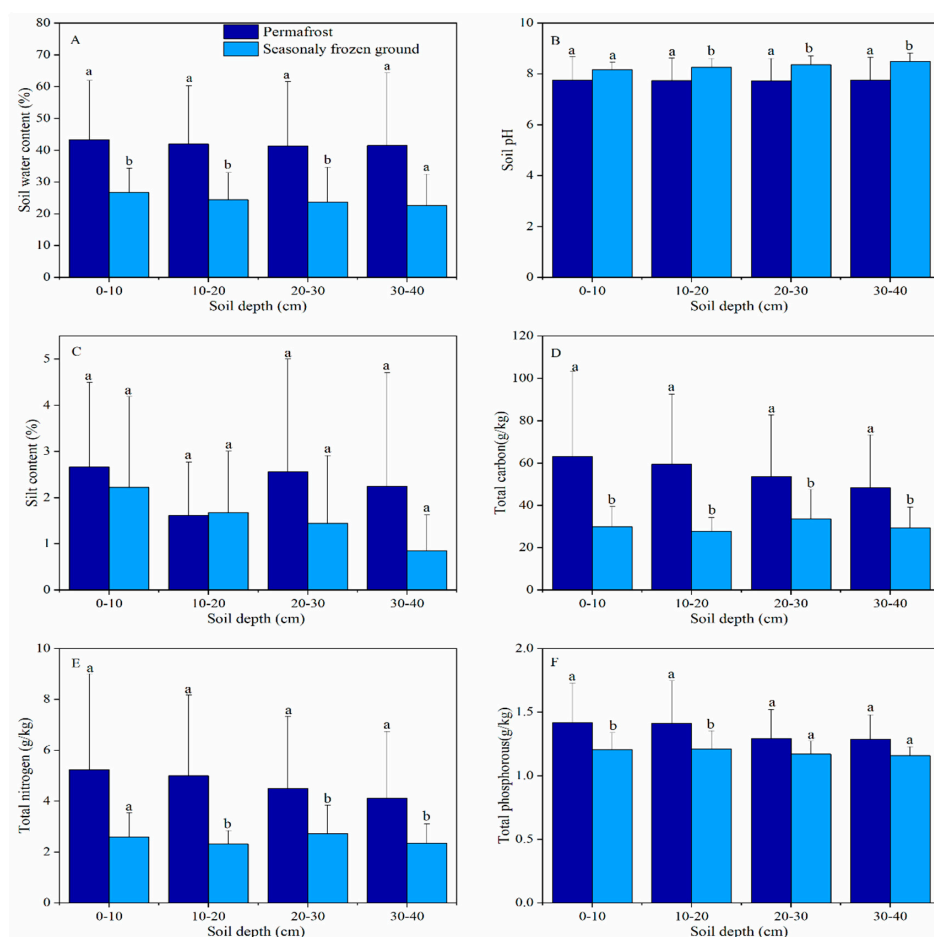 A
Permafrost
Seasonaly frozen ground
Soil water content (%)
80
70
60
50
40
30
20
10
0
a a a a
b b b a
0-10 10-20 20-30 30-40
Soil depth (cm)
B
Soil pH
10
8
6
4
2
0
a a a b a b a b
0-10 10-20 20-30 30-40
Soil depth (cm)
C
Silt content (%)
5
4
3
2
1
0
a a a a a a a a
0-10 10-20 20-30 30-40
Soil depth (cm)
D
Total carbon(g/kg)
120
100
80
60
40
20
0
a a a a
b b b b
0-10 10-20 20-30 30-40
Soil depth (cm)
E
Total nitrogen (g/kg)
10
8
6
4
2
0
a a a a
a b b b
0-10 10-20 20-30 30-40
Soil depth (cm)
F
Total phosphorous(g/kg)
2.0
1.5
1.0
0.5
0.0
a a a a
b b a a
0-10 10-20 20-30 30-40
Soil depth (cm)